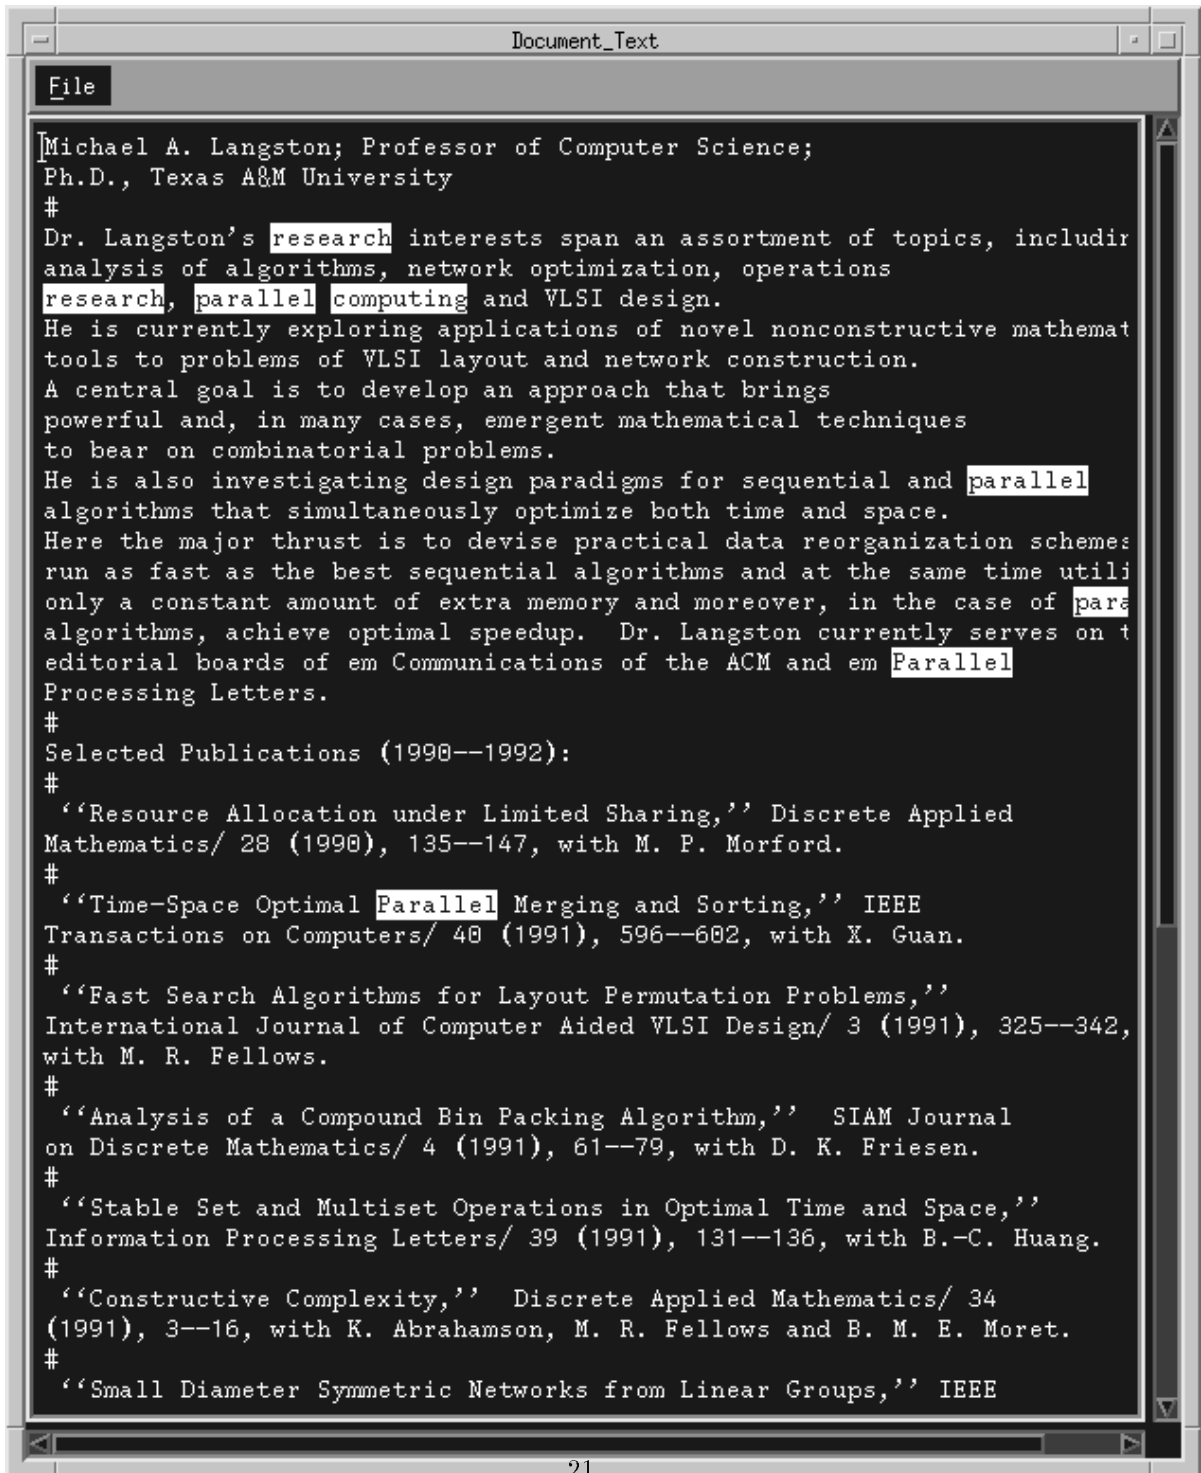 Document_Text
File
Michael A. Langston; Professor of Computer Science;
Ph.D., Texas A&M University
#
Dr. Langston's research interests span an assortment of topics, includin
analysis of algorithms, network optimization, operations
research, parallel computing and VLSI design.
He is currently exploring applications of novel nonconstructive mathemat
tools to problems of VLSI layout and network construction.
A central goal is to develop an approach that brings
powerful and, in many cases, emergent mathematical techniques
to bear on combinatorial problems.
He is also investigating design paradigms for sequential and parallel
algorithms that simultaneously optimize both time and space.
Here the major thrust is to devise practical data reorganization schemes
run as fast as the best sequential algorithms and at the same time utili
only a constant amount of extra memory and moreover, in the case of para
algorithms, achieve optimal speedup.  Dr. Langston currently serves on t
editorial boards of em Communications of the ACM and em Parallel
Processing Letters.
#
Selected Publications (1990--1992):
#
‘‘Resource Allocation under Limited Sharing,’’ Discrete Applied
Mathematics/ 28 (1990), 135--147, with M. P. Morford.
#
‘‘Time-Space Optimal Parallel Merging and Sorting,’’ IEEE
Transactions on Computers/ 40 (1991), 596--602, with X. Guan.
#
‘‘Fast Search Algorithms for Layout Permutation Problems,’’
International Journal of Computer Aided VLSI Design/ 3 (1991), 325--342,
with M. R. Fellows.
#
‘‘Analysis of a Compound Bin Packing Algorithm,’’  SIAM Journal
on Discrete Mathematics/ 4 (1991), 61--79, with D. K. Friesen.
#
‘‘Stable Set and Multiset Operations in Optimal Time and Space,’’
Information Processing Letters/ 39 (1991), 131--136, with B.-C. Huang.
#
‘‘Constructive Complexity,’’  Discrete Applied Mathematics/ 34
(1991), 3--16, with K. Abrahamson, M. R. Fellows and B. M. E. Moret.
#
‘‘Small Diameter Symmetric Networks from Linear Groups,’’ IEEE
21